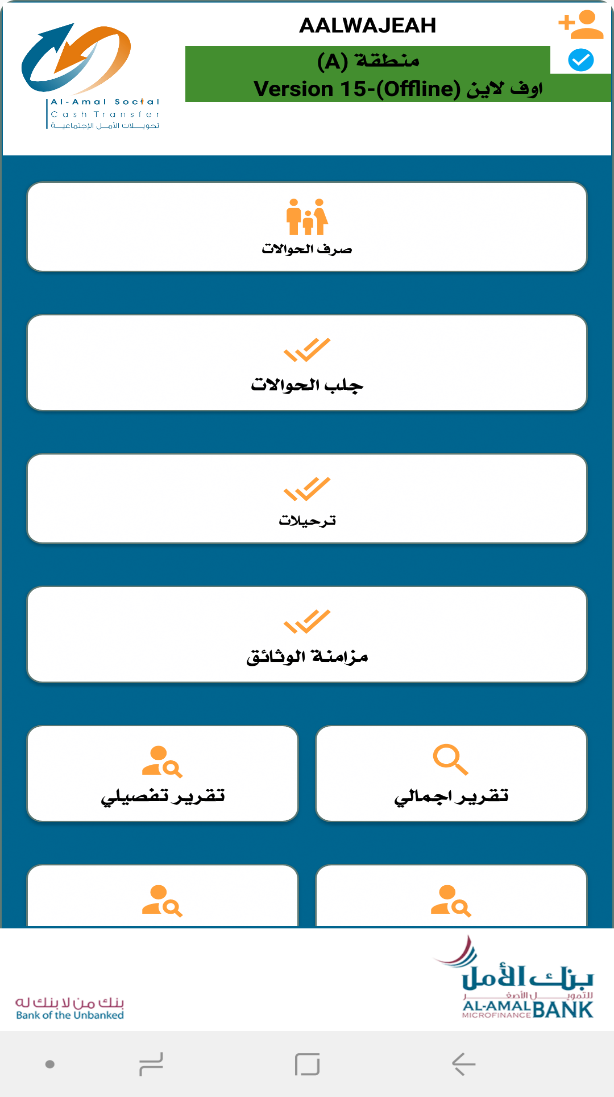 AALWAJEAH
منطقة (A)
اوف لاين (Offline)-Version 15
Al-Amal Social
Cash Transfer
تحويلات الأمل الإجتماعية
صرف الحوالات
جلب الحوالات
ترحيلات
مزامنة الوثائق
تقرير اجمالي
تقرير تفصيلي
بنك الأمل
للتمويل الأصغر
AL-AMAL BANK
MICROFINANCE
بنك من لا بنك له
Bank of the Unbanked